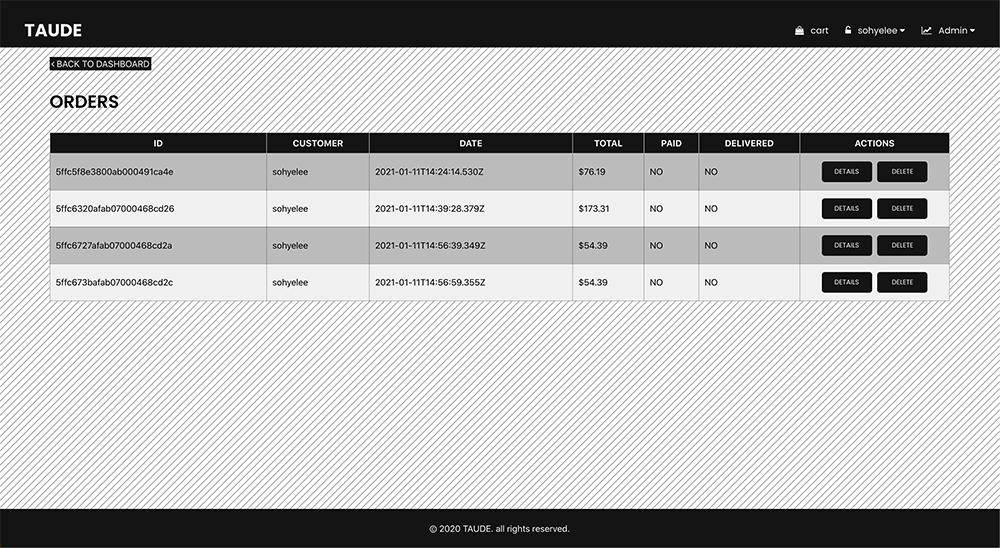 TAUDE
cart sohyelee Admin
< BACK TO DASHBOARD
ORDERS
ID CUSTOMER DATE TOTAL PAID DELIVERED ACTIONS
5ffc5f8e3800ab000491ca4e sohyelee 2021-01-11T14:24:14.530Z $76.19 NO NO DETAILS DELETE
5ffc6320afab07000468cd26 sohyelee 2021-01-11T14:39:28.379Z $173.31 NO NO DETAILS DELETE
5ffc6727afab07000468cd2a sohyelee 2021-01-11T14:56:39.349Z $54.39 NO NO DETAILS DELETE
5ffc673bafab07000468cd2c sohyelee 2021-01-11T14:56:59.355Z $54.39 NO NO DETAILS DELETE
© 2020 TAUDE. all rights reserved.